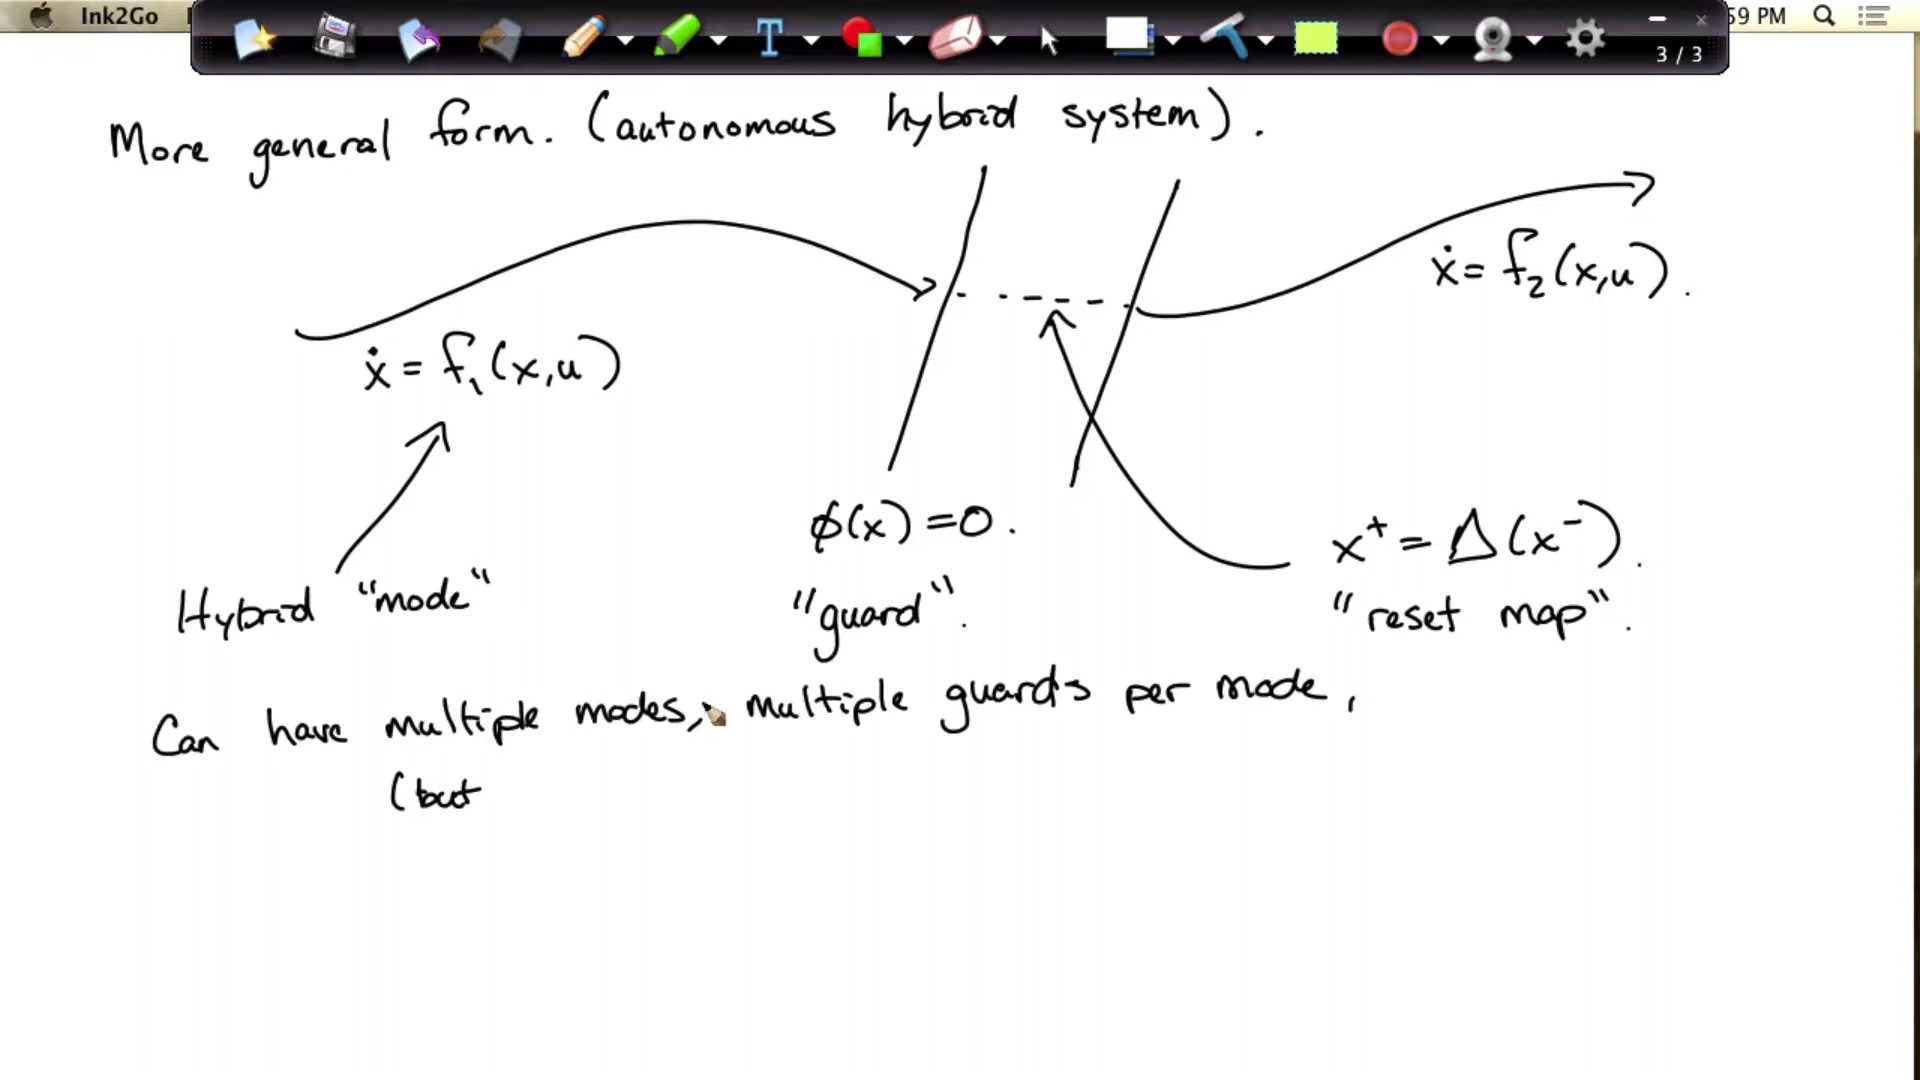 Ink2Go
59 PM
3 / 3
More general form. (autonomous hybrid system).
ẋ = f₂(x,u).
ẋ = f₁(x,u)
ϕ(x) = 0.
x⁺ = Δ(x⁻).
Hybrid "mode"
"guard".
"reset map".
Can have multiple modes, multiple guards per mode,
(but